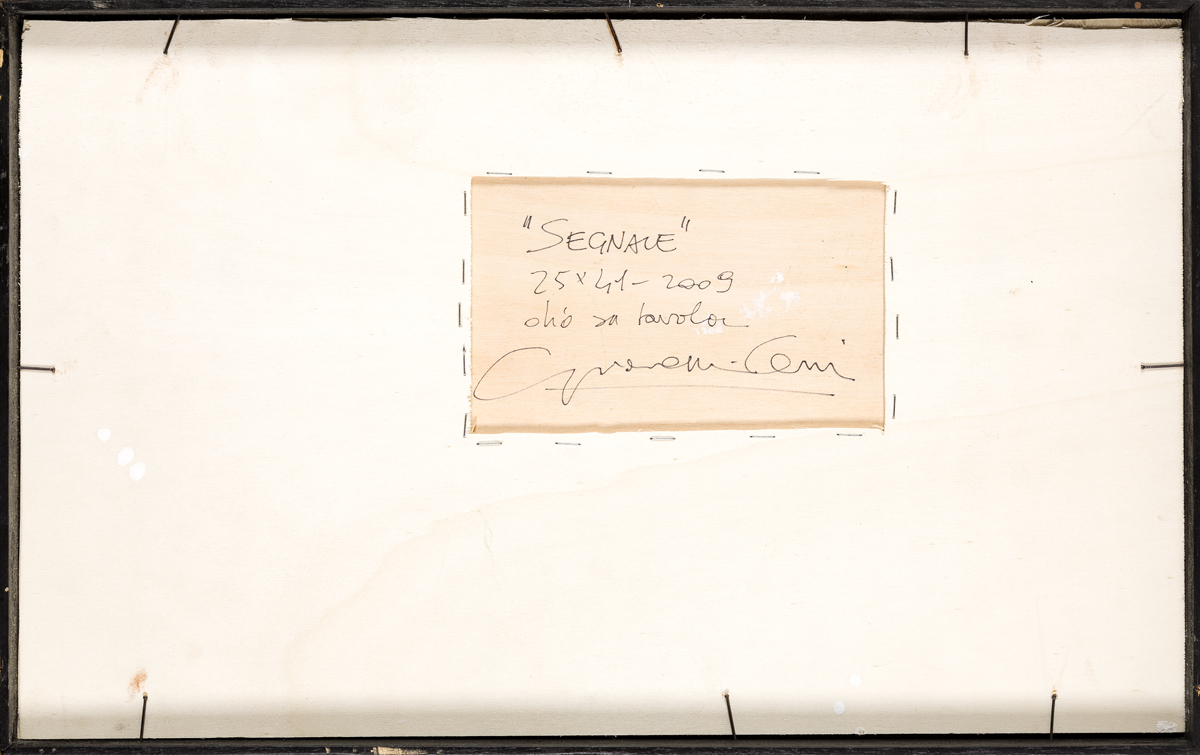 "SEGNALE"
25x41-2009
olio su tavola